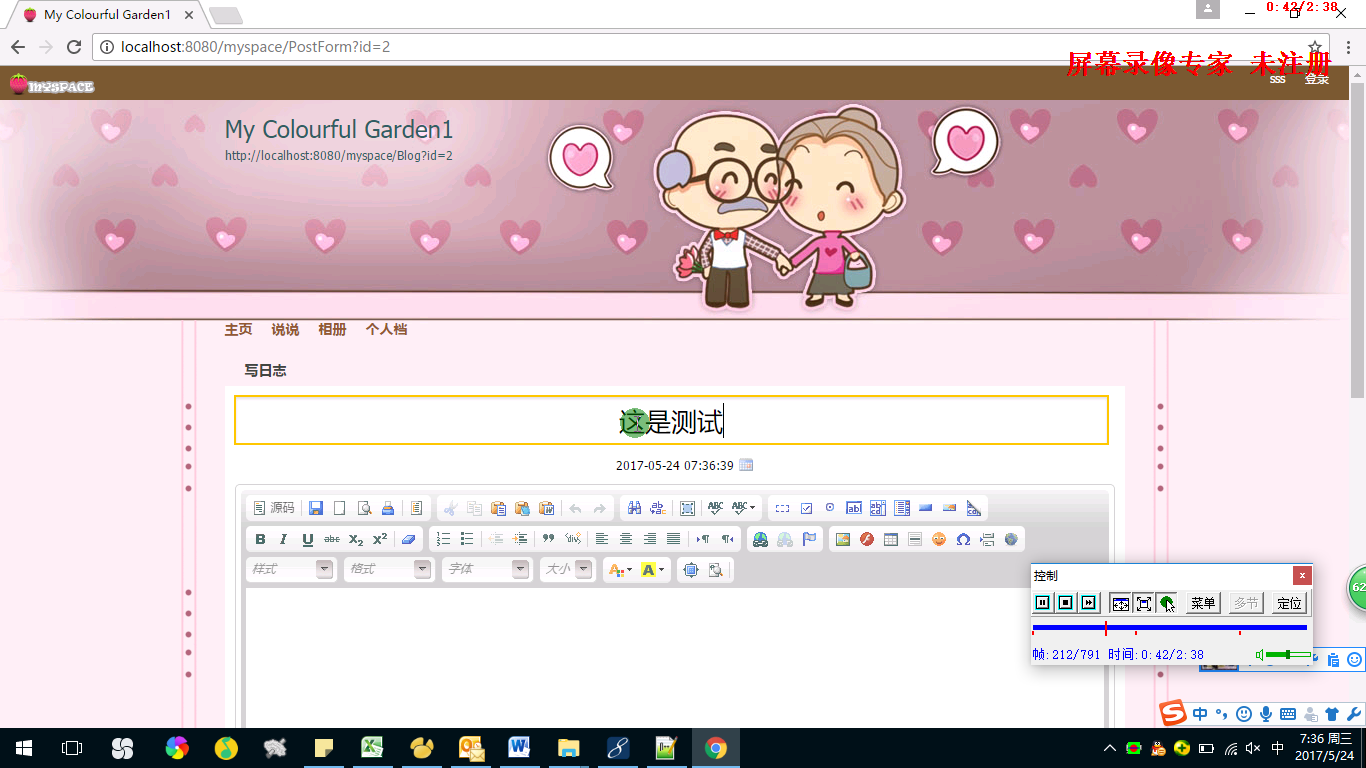 My Colourful Garden1
0:42/2:38
localhost:8080/myspace/PostForm?id=2
屏幕录像专家 未注册
mySPACE
sss 登录
My Colourful Garden1
http://localhost:8080/myspace/Blog?id=2
主页 说说 相册 个人档
写日志
这是测试
2017-05-24 07:36:39
源码
样式 格式 字体 大小
控制
菜单 多节 定位
帧:212/791 时间:0:42/2:38
62
中
7:36 周三
中
2017/5/24